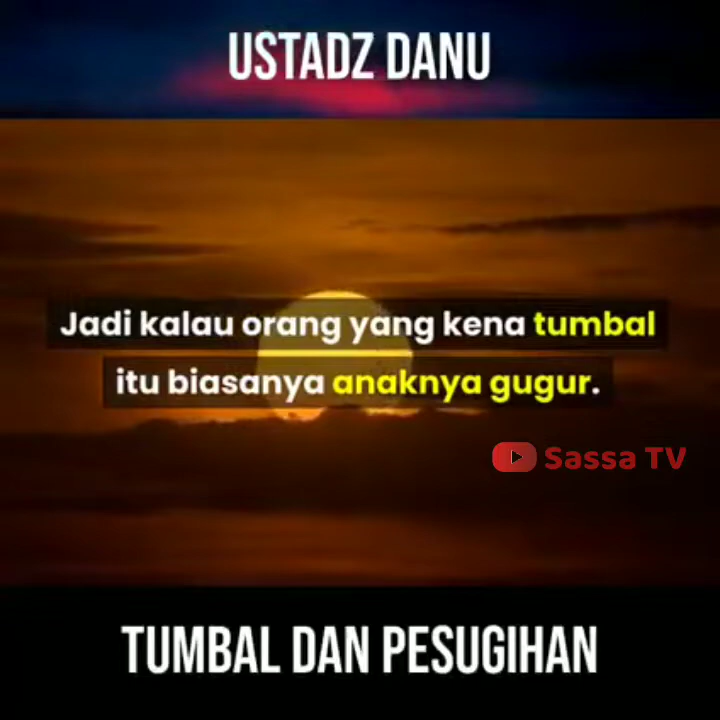 USTADZ DANU
Jadi kalau orang yang kena tumbal
itu biasanya anaknya gugur.
Sassa TV
TUMBAL DAN PESUGIHAN